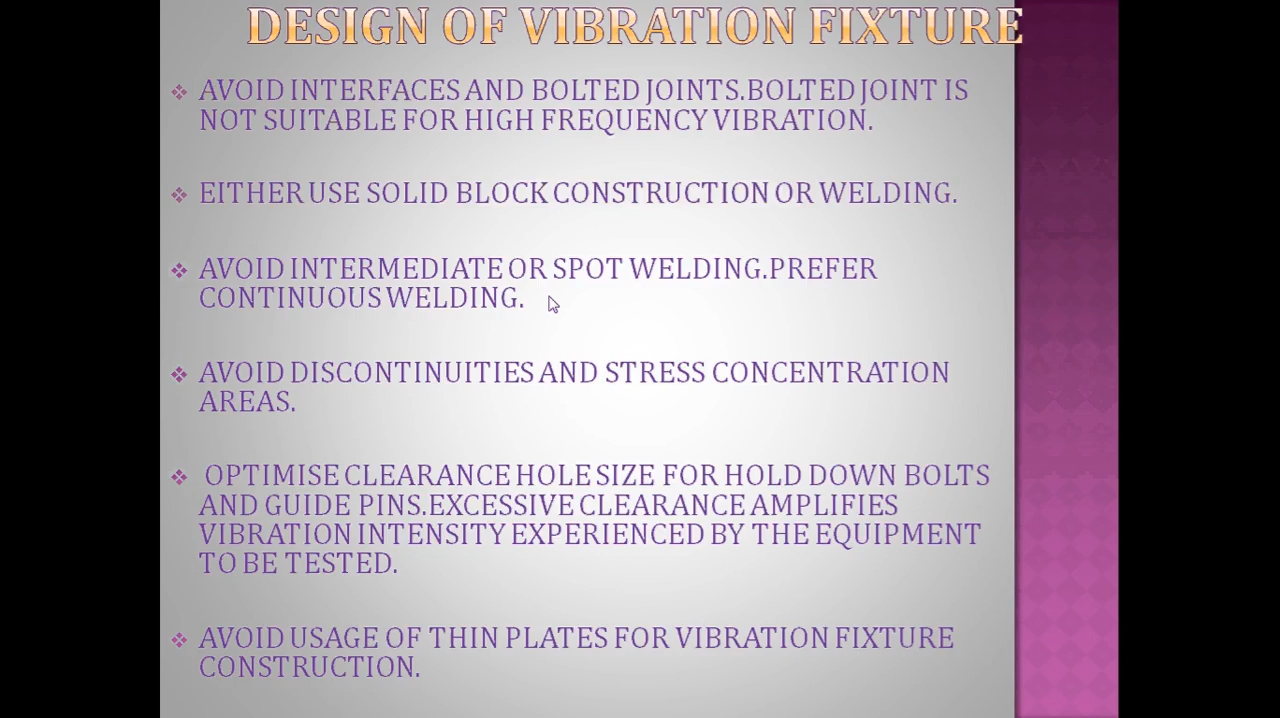 DESIGN OF VIBRATION FIXTURE
AVOID INTERFACES AND BOLTED JOINTS.BOLTED JOINT IS
NOT SUITABLE FOR HIGH FREQUENCY VIBRATION.
EITHER USE SOLID BLOCK CONSTRUCTION OR WELDING.
AVOID INTERMEDIATE OR SPOT WELDING.PREFER
CONTINUOUS WELDING.
AVOID DISCONTINUITIES AND STRESS CONCENTRATION
AREAS.
OPTIMISE CLEARANCE HOLE SIZE FOR HOLD DOWN BOLTS
AND GUIDE PINS.EXCESSIVE CLEARANCE AMPLIFIES
VIBRATION INTENSITY EXPERIENCED BY THE EQUIPMENT
TO BE TESTED.
AVOID USAGE OF THIN PLATES FOR VIBRATION FIXTURE
CONSTRUCTION.